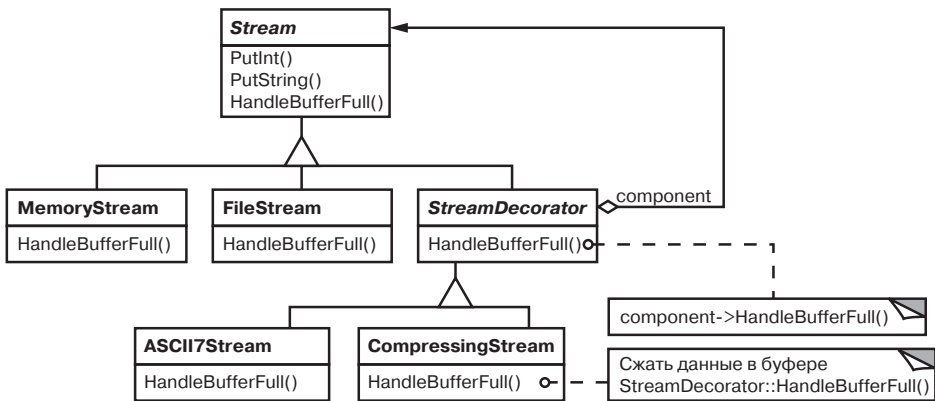 Stream
PutInt()
PutString()
HandleBufferFull()
component
MemoryStream
HandleBufferFull()
FileStream
HandleBufferFull()
StreamDecorator
HandleBufferFull()
component->HandleBufferFull()
ASCII7Stream
HandleBufferFull()
CompressingStream
HandleBufferFull()
Сжать данные в буфере
StreamDecorator::HandleBufferFull()